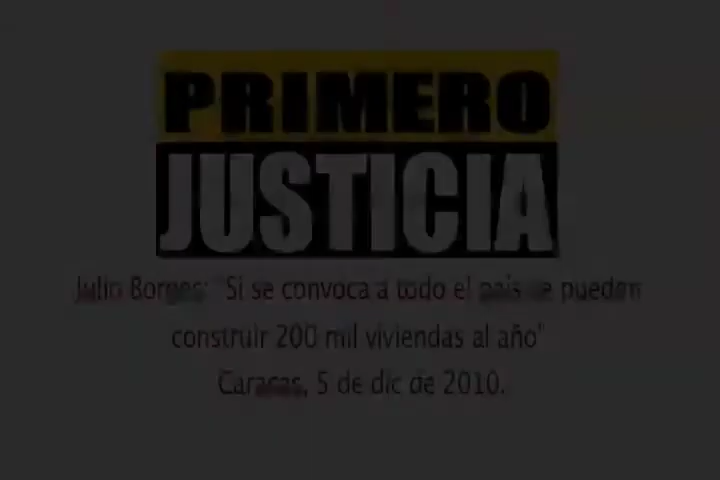 PRIMERO
JUSTICIA
Julio Borges: "Si se convoca a todo el país se pueden
construir 200 mil viviendas al año"
Caracas, 5 de dic de 2010.